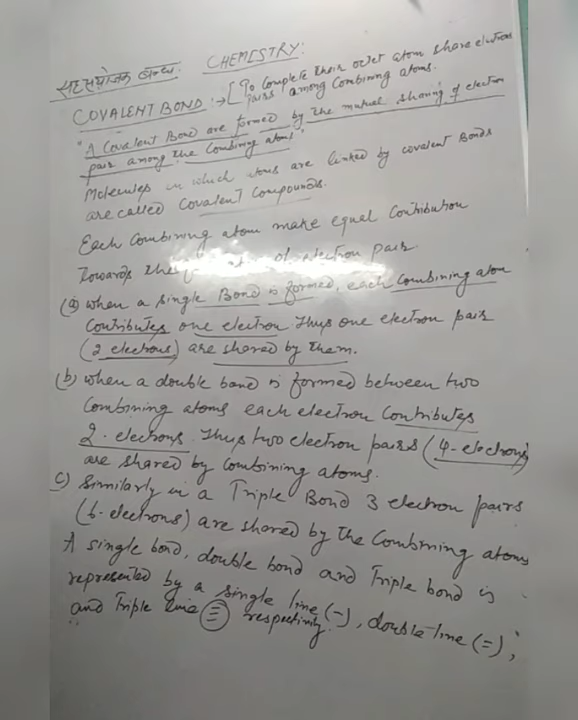 सहसंयोजक बन्ध. CHEMISTRY:
COVALENT BOND :→ [To complete their octet atom share electron
pairs among Combining atoms.
"A Covalent Bond are formed by the mutual sharing of electron
pair among the Combining atoms"
Molecules in which atoms are linked by covalent Bonds
are called Covalent Compounds.
Each Combining atom make equal Contribution
Towards the of electron pair.
(a) when a single Bond is formed, each Combining atom
Contributes one electron. Thus one electron pair
(2 electrons) are shared by them.
(b) when a double bond is formed between two
Combining atoms each electron Contributes
2-electrons. Thus two electron pairs (4-electrons)
are shared by combining atoms.
C) Similarly in a Triple Bond 3 electron pairs
(6-electrons) are shared by the Combining atoms
A single bond, double bond and Triple bond is
represented by a single line (-), double line (=),
and Triple line (≡)